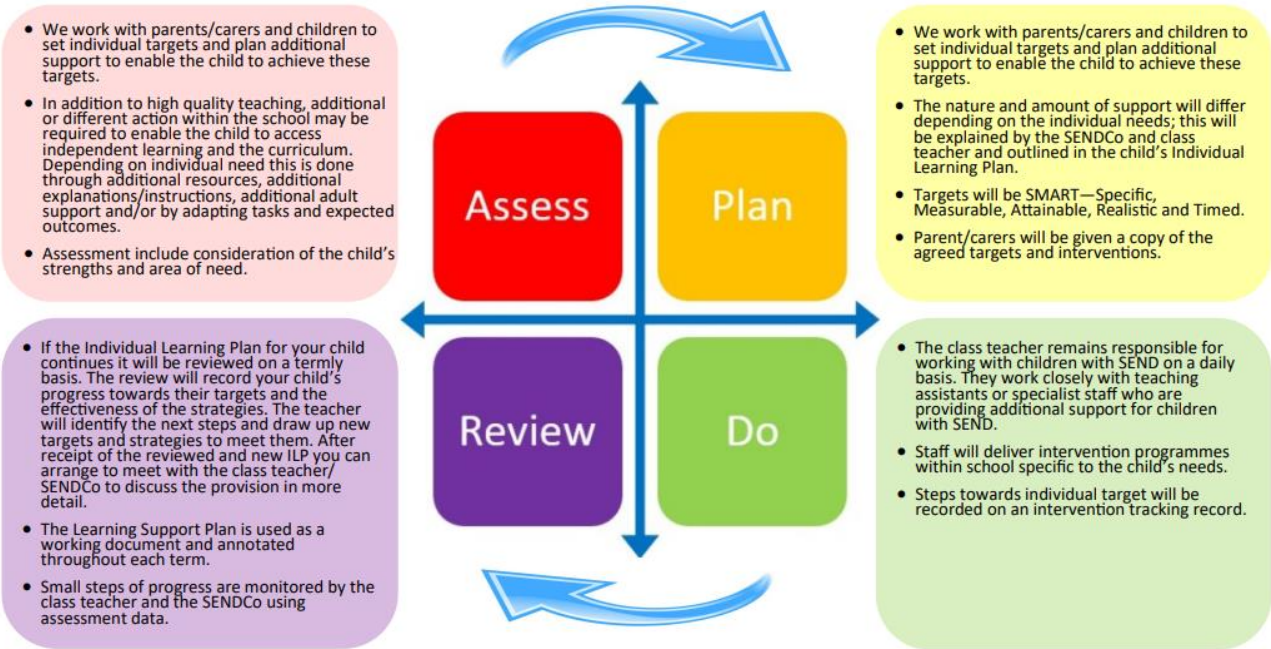 • We work with parents/carers and children to
set individual targets and plan additional
support to enable the child to achieve these
targets.
• In addition to high quality teaching, additional
or different action within the school may be
required to enable the child to access
independent learning and the curriculum.
Depending on individual need this is done
through additional resources, additional
explanations/instructions, additional adult
support and/or by adapting tasks and expected
outcomes.
• Assessment include consideration of the child’s
strengths and area of need.
Assess
Plan
• We work with parents/carers and children to
set individual targets and plan additional
support to enable the child to achieve these
targets.
• The nature and amount of support will differ
depending on the individual needs; this will
be explained by the SENDCo and class
teacher and outlined in the child’s Individual
Learning Plan.
• Targets will be SMART—Specific,
Measurable, Attainable, Realistic and Timed.
• Parent/carers will be given a copy of the
agreed targets and interventions.
• If the Individual Learning Plan for your child
continues it will be reviewed on a termly
basis. The review will record your child’s
progress towards their targets and the
effectiveness of the strategies. The teacher
will identify the next steps and draw up new
targets and strategies to meet them. After
receipt of the reviewed and new ILP you can
arrange to meet with the class teacher/
SENDCo to discuss the provision in more
detail.
• The Learning Support Plan is used as a
working document and annotated
throughout each term.
• Small steps of progress are monitored by the
class teacher and the SENDCo using
assessment data.
Review
Do
• The class teacher remains responsible for
working with children with SEND on a daily
basis. They work closely with teaching
assistants or specialist staff who are
providing additional support for children
with SEND.
• Staff will deliver intervention programmes
within school specific to the child’s needs.
• Steps towards individual target will be
recorded on an intervention tracking record.